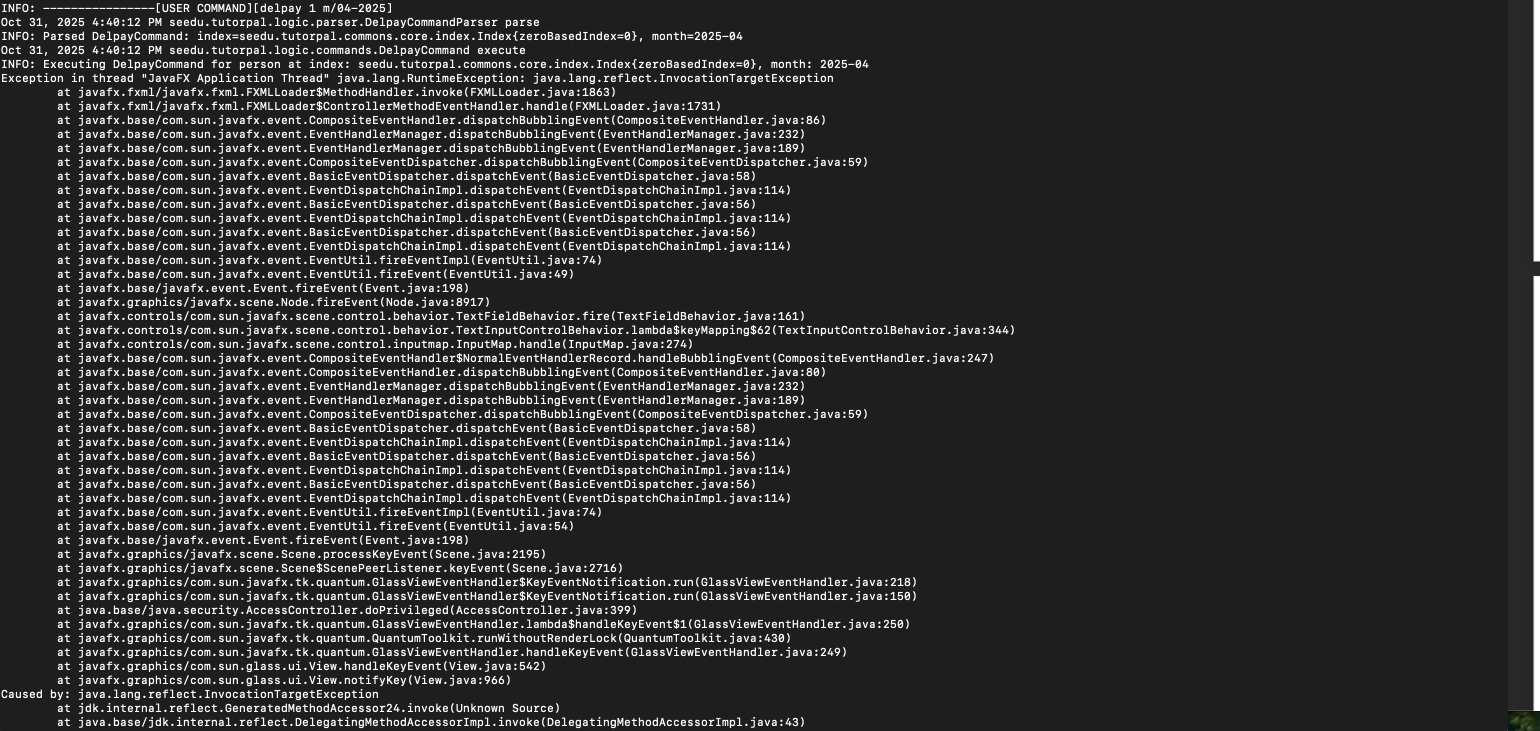 INFO: ----------------[USER COMMAND][delpay 1 m/04-2025]
Oct 31, 2025 4:40:12 PM seedu.tutorpal.logic.parser.DelpayCommandParser parse
INFO: Parsed DelpayCommand: index=seedu.tutorpal.commons.core.index.Index{zeroBasedIndex=0}, month=2025-04
Oct 31, 2025 4:40:12 PM seedu.tutorpal.logic.commands.DelpayCommand execute
INFO: Executing DelpayCommand for person at index: seedu.tutorpal.commons.core.index.Index{zeroBasedIndex=0}, month: 2025-04
Exception in thread "JavaFX Application Thread" java.lang.RuntimeException: java.lang.reflect.InvocationTargetException
at javafx.fxml/javafx.fxml.FXMLLoader$MethodHandler.invoke(FXMLLoader.java:1863)
at javafx.fxml/javafx.fxml.FXMLLoader$ControllerMethodEventHandler.handle(FXMLLoader.java:1731)
at javafx.base/com.sun.javafx.event.CompositeEventHandler.dispatchBubblingEvent(CompositeEventHandler.java:86)
at javafx.base/com.sun.javafx.event.EventHandlerManager.dispatchBubblingEvent(EventHandlerManager.java:232)
at javafx.base/com.sun.javafx.event.EventHandlerManager.dispatchBubblingEvent(EventHandlerManager.java:189)
at javafx.base/com.sun.javafx.event.CompositeEventDispatcher.dispatchBubblingEvent(CompositeEventDispatcher.java:59)
at javafx.base/com.sun.javafx.event.BasicEventDispatcher.dispatchEvent(BasicEventDispatcher.java:58)
at javafx.base/com.sun.javafx.event.EventDispatchChainImpl.dispatchEvent(EventDispatchChainImpl.java:114)
at javafx.base/com.sun.javafx.event.BasicEventDispatcher.dispatchEvent(BasicEventDispatcher.java:56)
at javafx.base/com.sun.javafx.event.EventDispatchChainImpl.dispatchEvent(EventDispatchChainImpl.java:114)
at javafx.base/com.sun.javafx.event.BasicEventDispatcher.dispatchEvent(BasicEventDispatcher.java:56)
at javafx.base/com.sun.javafx.event.EventDispatchChainImpl.dispatchEvent(EventDispatchChainImpl.java:114)
at javafx.base/com.sun.javafx.event.EventUtil.fireEventImpl(EventUtil.java:74)
at javafx.base/com.sun.javafx.event.EventUtil.fireEvent(EventUtil.java:49)
at javafx.base/javafx.event.Event.fireEvent(Event.java:198)
at javafx.graphics/javafx.scene.Node.fireEvent(Node.java:8917)
at javafx.controls/com.sun.javafx.scene.control.behavior.TextFieldBehavior.fire(TextFieldBehavior.java:161)
at javafx.controls/com.sun.javafx.scene.control.behavior.TextInputControlBehavior.lambda$keyMapping$62(TextInputControlBehavior.java:344)
at javafx.controls/com.sun.javafx.scene.control.inputmap.InputMap.handle(InputMap.java:274)
at javafx.base/com.sun.javafx.event.CompositeEventHandler$NormalEventHandlerRecord.handleBubblingEvent(CompositeEventHandler.java:247)
at javafx.base/com.sun.javafx.event.CompositeEventHandler.dispatchBubblingEvent(CompositeEventHandler.java:80)
at javafx.base/com.sun.javafx.event.EventHandlerManager.dispatchBubblingEvent(EventHandlerManager.java:232)
at javafx.base/com.sun.javafx.event.EventHandlerManager.dispatchBubblingEvent(EventHandlerManager.java:189)
at javafx.base/com.sun.javafx.event.CompositeEventDispatcher.dispatchBubblingEvent(CompositeEventDispatcher.java:59)
at javafx.base/com.sun.javafx.event.BasicEventDispatcher.dispatchEvent(BasicEventDispatcher.java:58)
at javafx.base/com.sun.javafx.event.EventDispatchChainImpl.dispatchEvent(EventDispatchChainImpl.java:114)
at javafx.base/com.sun.javafx.event.BasicEventDispatcher.dispatchEvent(BasicEventDispatcher.java:56)
at javafx.base/com.sun.javafx.event.EventDispatchChainImpl.dispatchEvent(EventDispatchChainImpl.java:114)
at javafx.base/com.sun.javafx.event.BasicEventDispatcher.dispatchEvent(BasicEventDispatcher.java:56)
at javafx.base/com.sun.javafx.event.EventDispatchChainImpl.dispatchEvent(EventDispatchChainImpl.java:114)
at javafx.base/com.sun.javafx.event.EventUtil.fireEventImpl(EventUtil.java:74)
at javafx.base/com.sun.javafx.event.EventUtil.fireEvent(EventUtil.java:54)
at javafx.base/javafx.event.Event.fireEvent(Event.java:198)
at javafx.graphics/javafx.scene.Scene.processKeyEvent(Scene.java:2195)
at javafx.graphics/javafx.scene.Scene$ScenePeerListener.keyEvent(Scene.java:2716)
at javafx.graphics/com.sun.javafx.tk.quantum.GlassViewEventHandler$KeyEventNotification.run(GlassViewEventHandler.java:218)
at javafx.graphics/com.sun.javafx.tk.quantum.GlassViewEventHandler$KeyEventNotification.run(GlassViewEventHandler.java:150)
at java.base/java.security.AccessController.doPrivileged(AccessController.java:399)
at javafx.graphics/com.sun.javafx.tk.quantum.GlassViewEventHandler.lambda$handleKeyEvent$1(GlassViewEventHandler.java:250)
at javafx.graphics/com.sun.javafx.tk.quantum.QuantumToolkit.runWithoutRenderLock(QuantumToolkit.java:430)
at javafx.graphics/com.sun.javafx.tk.quantum.GlassViewEventHandler.handleKeyEvent(GlassViewEventHandler.java:249)
at javafx.graphics/com.sun.glass.ui.View.handleKeyEvent(View.java:542)
at javafx.graphics/com.sun.glass.ui.View.notifyKey(View.java:966)
Caused by: java.lang.reflect.InvocationTargetException
at jdk.internal.reflect.GeneratedMethodAccessor24.invoke(Unknown Source)
at java.base/jdk.internal.reflect.DelegatingMethodAccessorImpl.invoke(DelegatingMethodAccessorImpl.java:43)